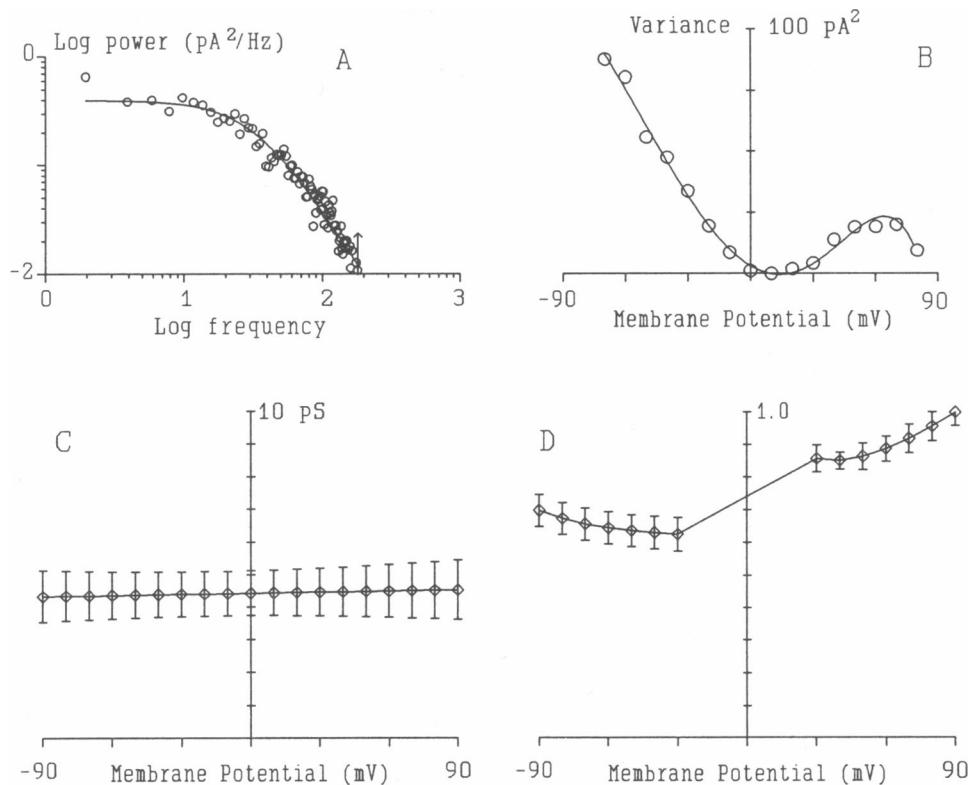 Log power (pA²/Hz)
A
0
-2
0
1
2
3
Log frequency
Variance
100 pA²
B
-90
90
Membrane Potential (mV)
C
10 pS
-90
Membrane Potential (mV)
90
D
1.0
-90
Membrane Potential (mV)
90